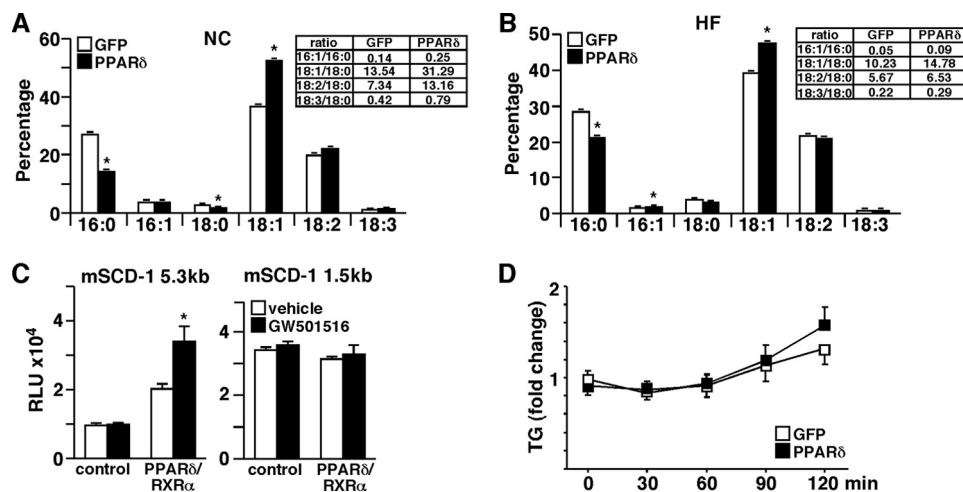 A
NC
GFP
PPARδ
Percentage
60
40
20
0
*
*
*
16:0 16:1 18:0 18:1 18:2 18:3
ratio GFP PPARδ
16:1/16:0 0.14 0.25
18:1/18:0 13.54 31.29
18:2/18:0 7.34 13.16
18:3/18:0 0.42 0.79
B
HF
GFP
PPARδ
Percentage
50
40
30
20
10
0
*
*
*
16:0 16:1 18:0 18:1 18:2 18:3
ratio GFP PPARδ
16:1/16:0 0.05 0.09
18:1/18:0 10.23 14.78
18:2/18:0 5.67 6.53
18:3/18:0 0.22 0.29
C
mSCD-1 5.3kb
RLU x10⁴
4
2
0
*
control PPARδ/
RXRα
mSCD-1 1.5kb
vehicle
GW501516
4
2
0
control PPARδ/
RXRα
D
TG (fold change)
2
1
0 30 60 90 120 min
GFP
PPARδ